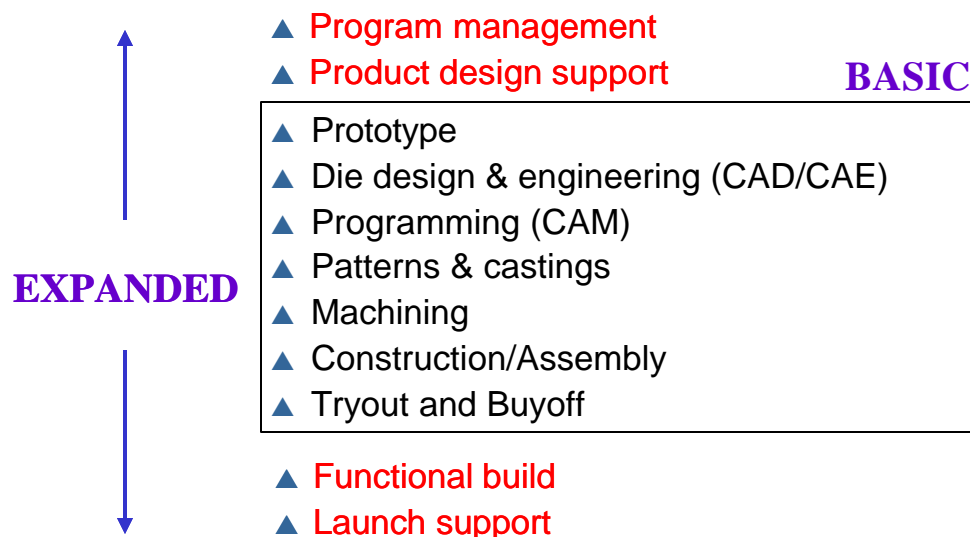 Program management
Product design support
BASIC
Prototype
Die design & engineering (CAD/CAE)
Programming (CAM)
Patterns & castings
EXPANDED
Machining
Construction/Assembly
Tryout and Buyoff
Functional build
Launch support